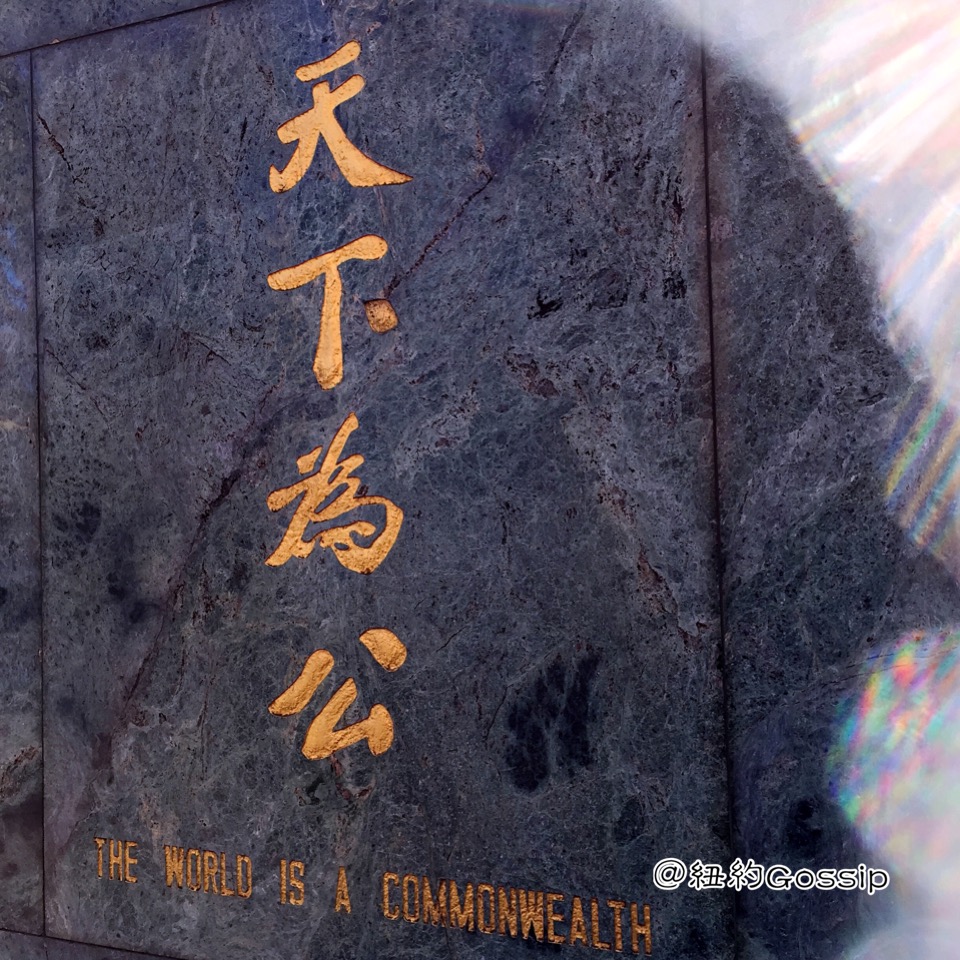 天下為公
THE WORLD IS A COMMONWEALTH
@紐約Gossip